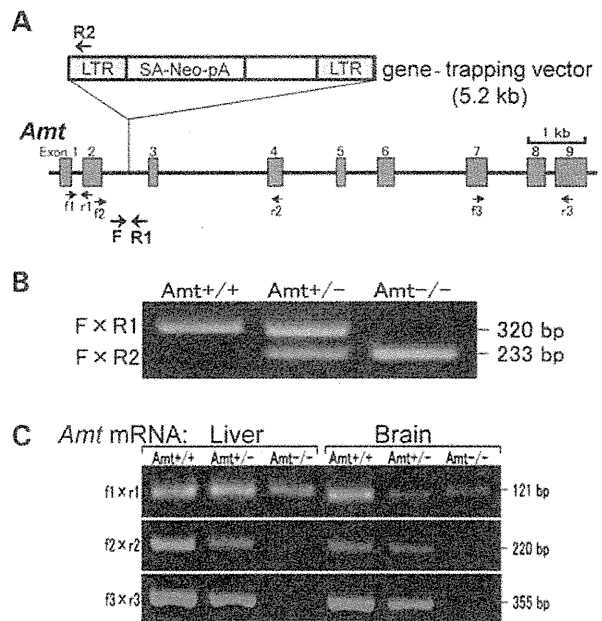 A
R2
LTR SA-Neo-pA LTR gene-trapping vector
(5.2 kb)
Amt
1 kb
Exon 1 2 3 4 5 6 7 8 9
f1 r1 f2 r2 f3 r3
F R1
B
Amt+/+ Amt+/- Amt-/-
F×R1 320 bp
F×R2 233 bp
C Amt mRNA: Liver Brain
Amt+/+ Amt+/- Amt-/- Amt+/+ Amt+/- Amt-/-
f1×r1 121 bp
f2×r2 220 bp
f3×r3 355 bp